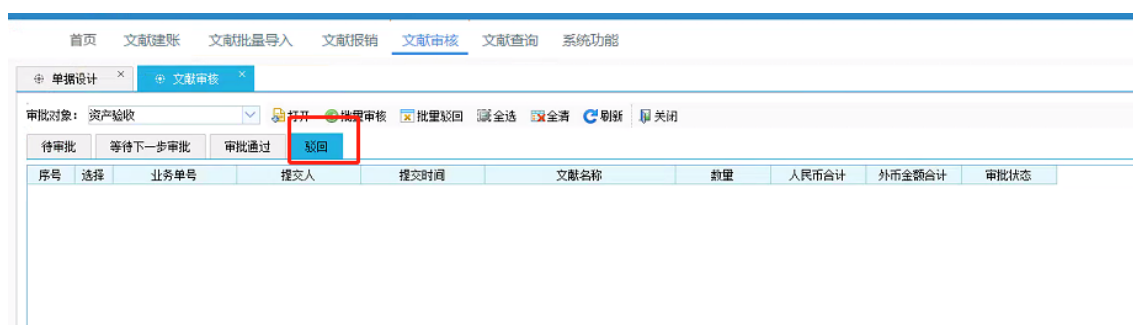 首页 文献建账 文献批量导入 文献报销 文献审核 文献查询 系统功能
单据设计 × 文献审核 ×
审批对象: 资产验收 打开 批量审核 批量驳回 全选 全清 刷新 关闭
待审批 等待下一步审批 审批通过 驳回
序号 选择 业务单号 提交人 提交时间 文献名称 数量 人民币合计 外币金额合计 审批状态